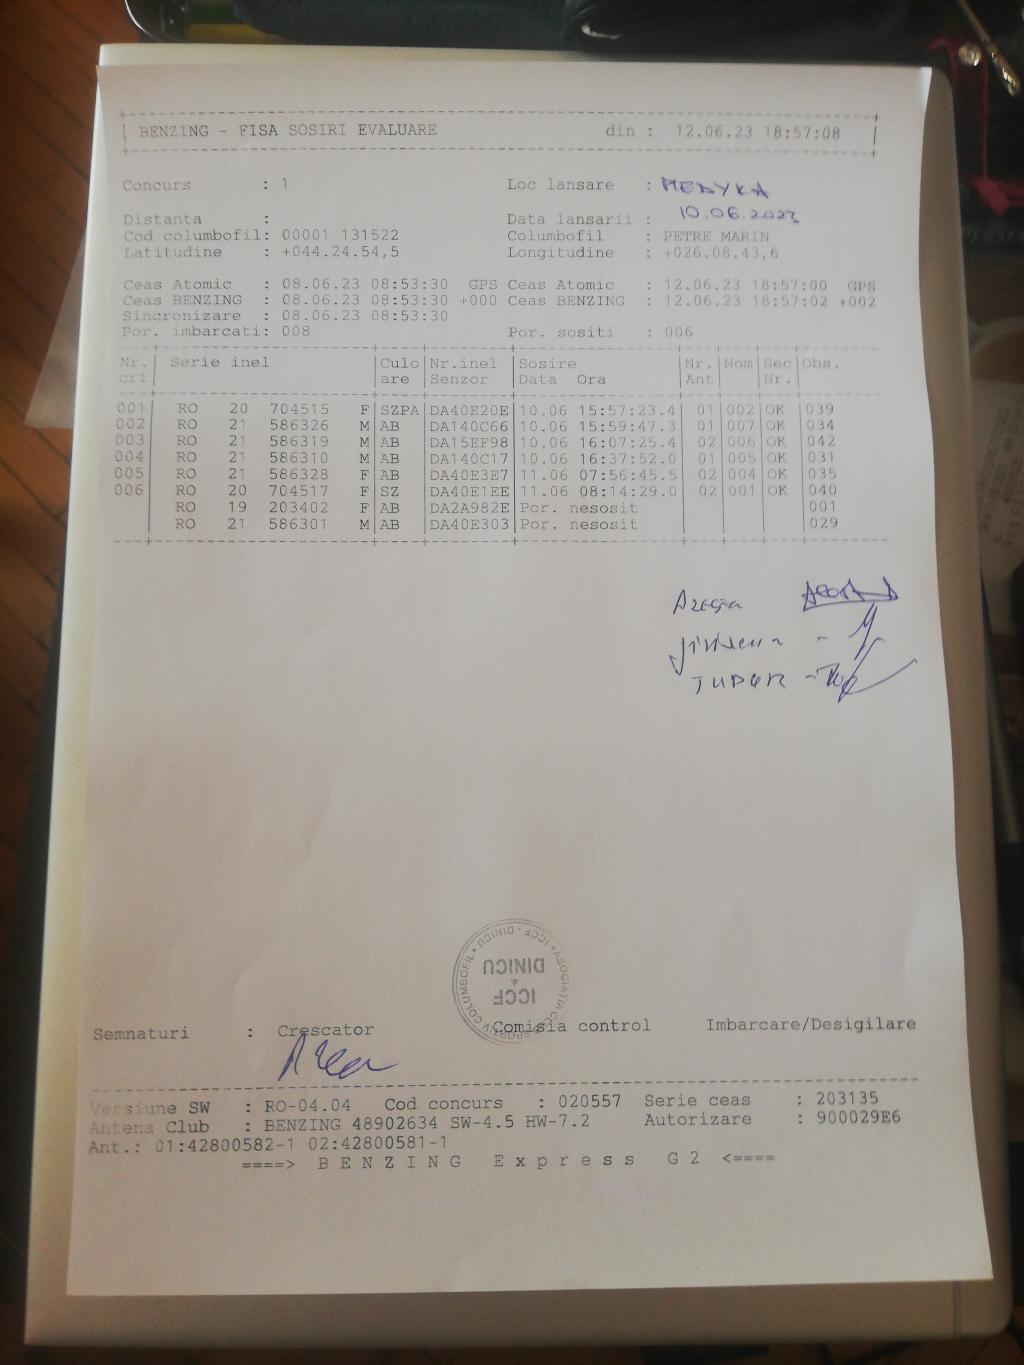 BENZING - FISA SOSIRI EVALUARE din : 12.06.23 18:57:08
Concurs : 1 Loc lansare : MEDYKA
Distanta : Data lansarii : 10.06.2023
Cod columbofil: 00001 131522 Columbofil : PETRE MARIN
Latitudine : +044.24.54,5 Longitudine : +026.08.43,6
Ceas Atomic : 08.06.23 08:53:30 GPS Ceas Atomic : 12.06.23 18:57:00 GPS
Ceas BENZING : 08.06.23 08:53:30 +000 Ceas BENZING : 12.06.23 18:57:02 +002
Sincronizare : 08.06.23 08:53:30
Por. imbarcati: 008 Por. sositi : 006
Nr. Serie inel Culo Nr.inel Sosire Nr. Nom Sec Obs.
crt are Senzor Data Ora Ant Nr.
001 RO 20 704515 F SZPA DA40E20E 10.06 15:57:23.4 01 002 OK 039
002 RO 21 586326 M AB DA140C66 10.06 15:59:47.3 01 007 OK 034
003 RO 21 586319 M AB DA15EF98 10.06 16:07:25.4 02 006 OK 042
004 RO 21 586310 M AB DA140C17 10.06 16:37:52.0 01 005 OK 031
005 RO 21 586328 F AB DA40E3E7 11.06 07:56:45.5 02 004 OK 035
006 RO 20 704517 F SZ DA40E1EE 11.06 08:14:29.0 02 001 OK 040
RO 19 203402 F AB DA2A982E Por. nesosit 001
RO 21 586301 M AB DA40E303 Por. nesosit 029
TUDOR
ASOCIATIA SPORTIV COLUMBOFIL ICCF - DINICU
ICCF
DINICU
Semnaturi : Crescator Comisia control Imbarcare/Desigilare
Versiune SW : RO-04.04 Cod concurs : 020557 Serie ceas : 203135
Antena Club : BENZING 48902634 SW-4.5 HW-7.2 Autorizare : 900029E6
Ant.: 01:42800582-1 02:42800581-1
====> B E N Z I N G E x p r e s s G 2 <====